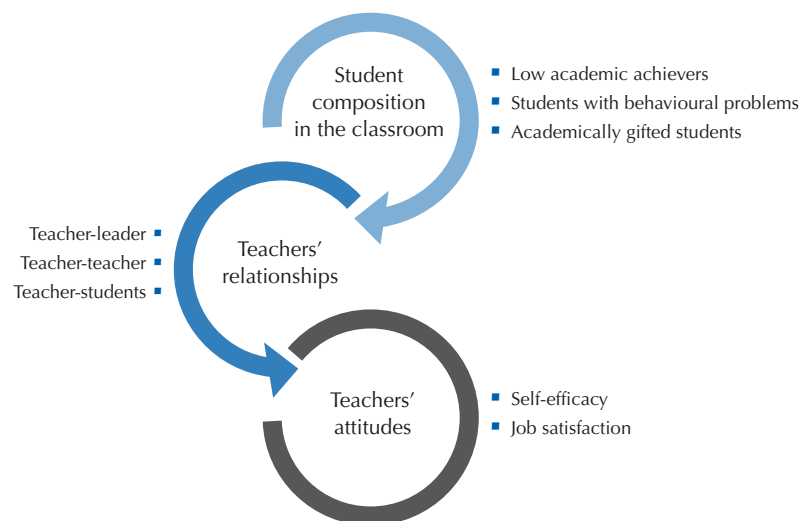 Student
composition
in the classroom
Low academic achievers
Students with behavioural problems
Academically gifted students
Teacher-leader
Teacher-teacher
Teacher-students
Teachers’
relationships
Teachers’
attitudes
Self-efficacy
Job satisfaction